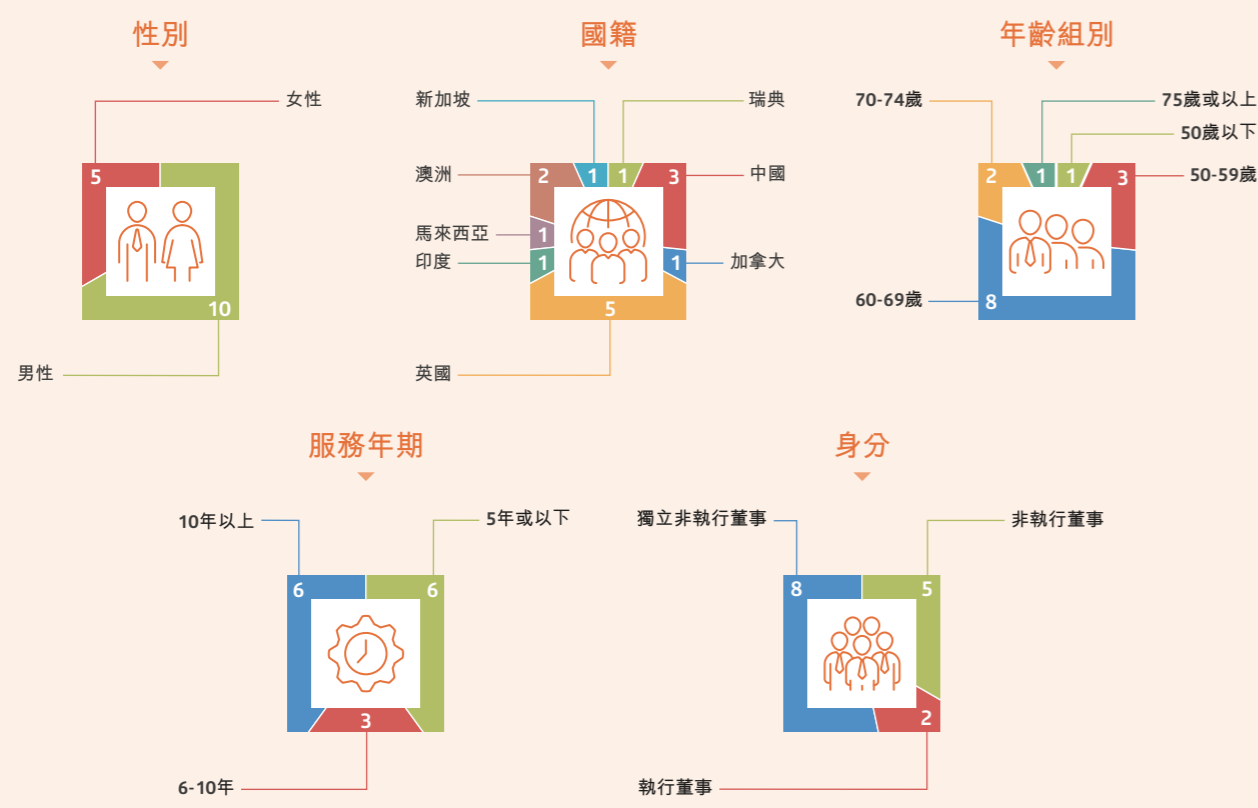 性別
女性
5
10
男性
國籍
新加坡
瑞典
澳洲
2
1
1
3
中國
馬來西亞
1
印度
1
1
加拿大
5
英國
年齡組別
70-74歲
75歲或以上
50歲以下
2
1
1
3
50-59歲
60-69歲
8
服務年期
10年以上
5年或以下
6
6
3
6-10年
身分
獨立非執行董事
非執行董事
8
5
2
執行董事